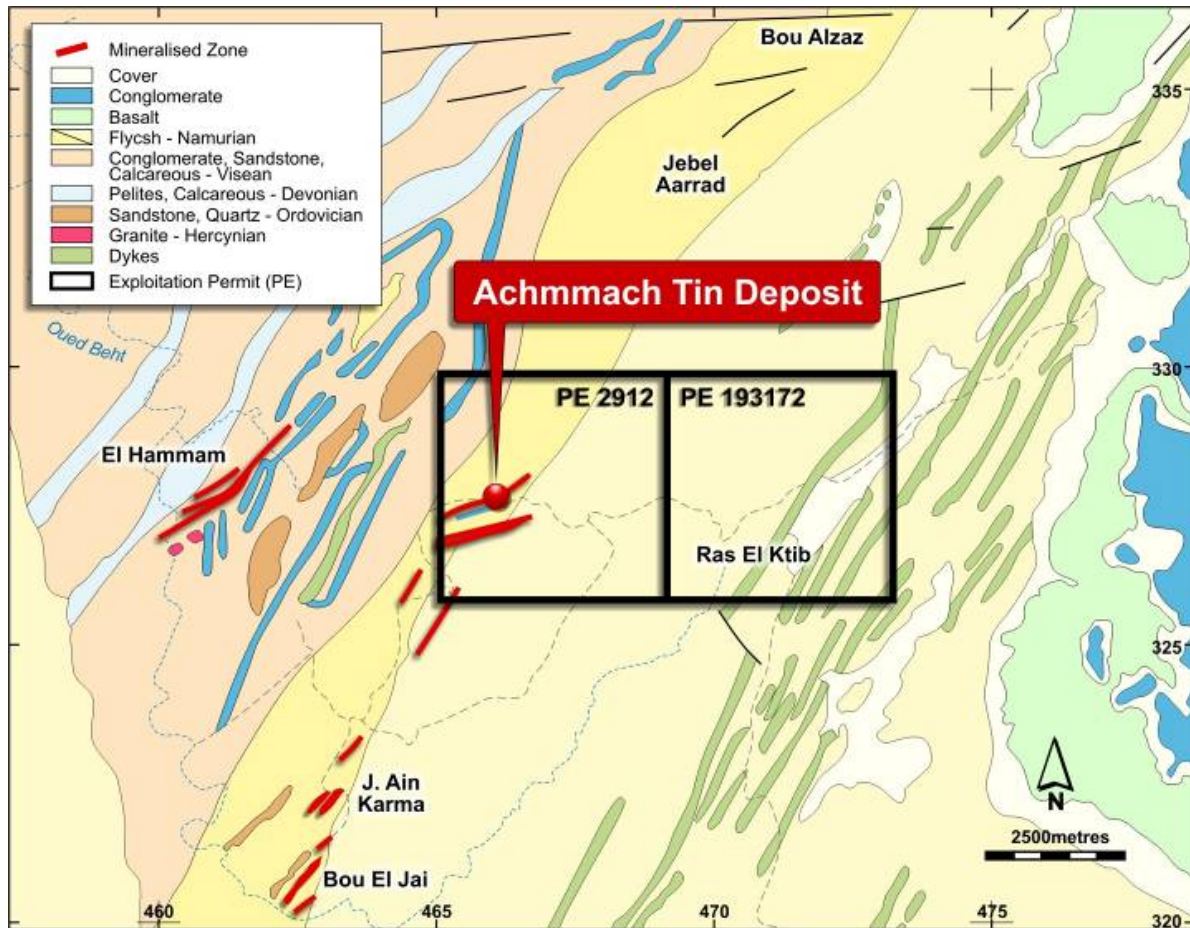 Mineralised Zone
Cover
Conglomerate
Basalt
Flycsh - Namurian
Conglomerate, Sandstone,
Calcareous - Visean
Pelites, Calcareous - Devonian
Sandstone, Quartz - Ordovician
Granite - Hercynian
Dykes
Exploitation Permit (PE)
Bou Alzaz
335
Jebel
Aarrad
Achmmach Tin Deposit
Oued Beht
330
PE 2912
PE 193172
El Hammam
Ras El Ktib
325
J. Ain
Karma
N
2500metres
Bou El Jai
460
465
470
475
320